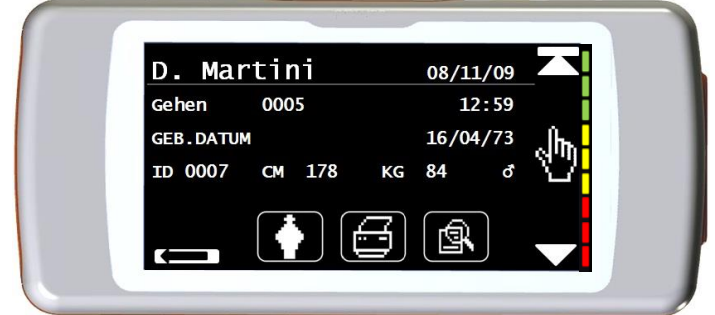 D. Martini 08/11/09
Gehen 0005 12:59
GEB.DATUM 16/04/73
ID 0007 CM 178 KG 84 ♂